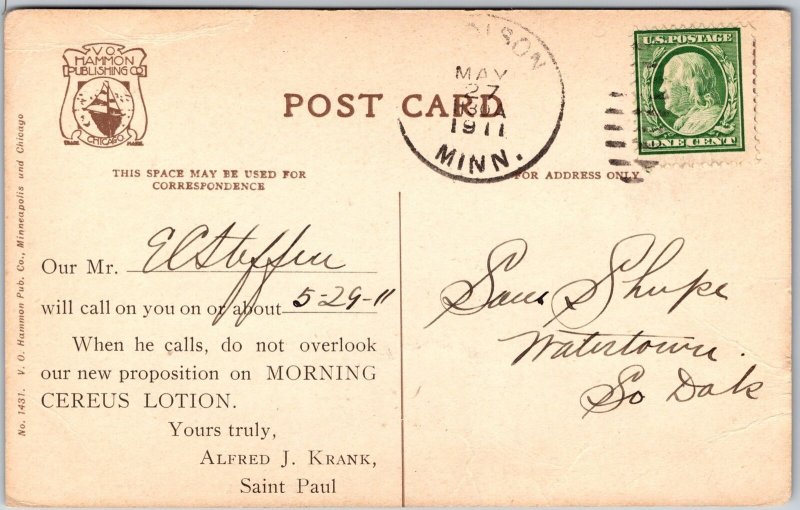 V O
HAMMON
PUBLISHING CO
CHICAGO
TRADE MARK
POST CARD
MAY
27
1911
MINN.
U.S. POSTAGE
ONE CENT
THIS SPACE MAY BE USED FOR
CORRESPONDENCE
FOR ADDRESS ONLY
No. 1431. V. O. Hammon Pub. Co., Minneapolis and Chicago
Our Mr. E C Steffen
will call on you on or about 5-29-11
When he calls, do not overlook
our new proposition on MORNING
CEREUS LOTION.
Yours truly,
ALFRED J. KRANK,
Saint Paul
Sam Shupe
Watertown.
So Dak